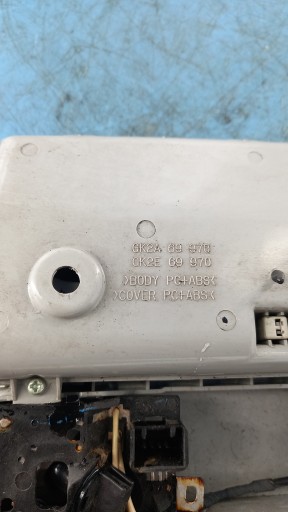 GK2A 69 970
GK2E 69 970
>BODY PC+ABS<
>COVER PC+ABS<